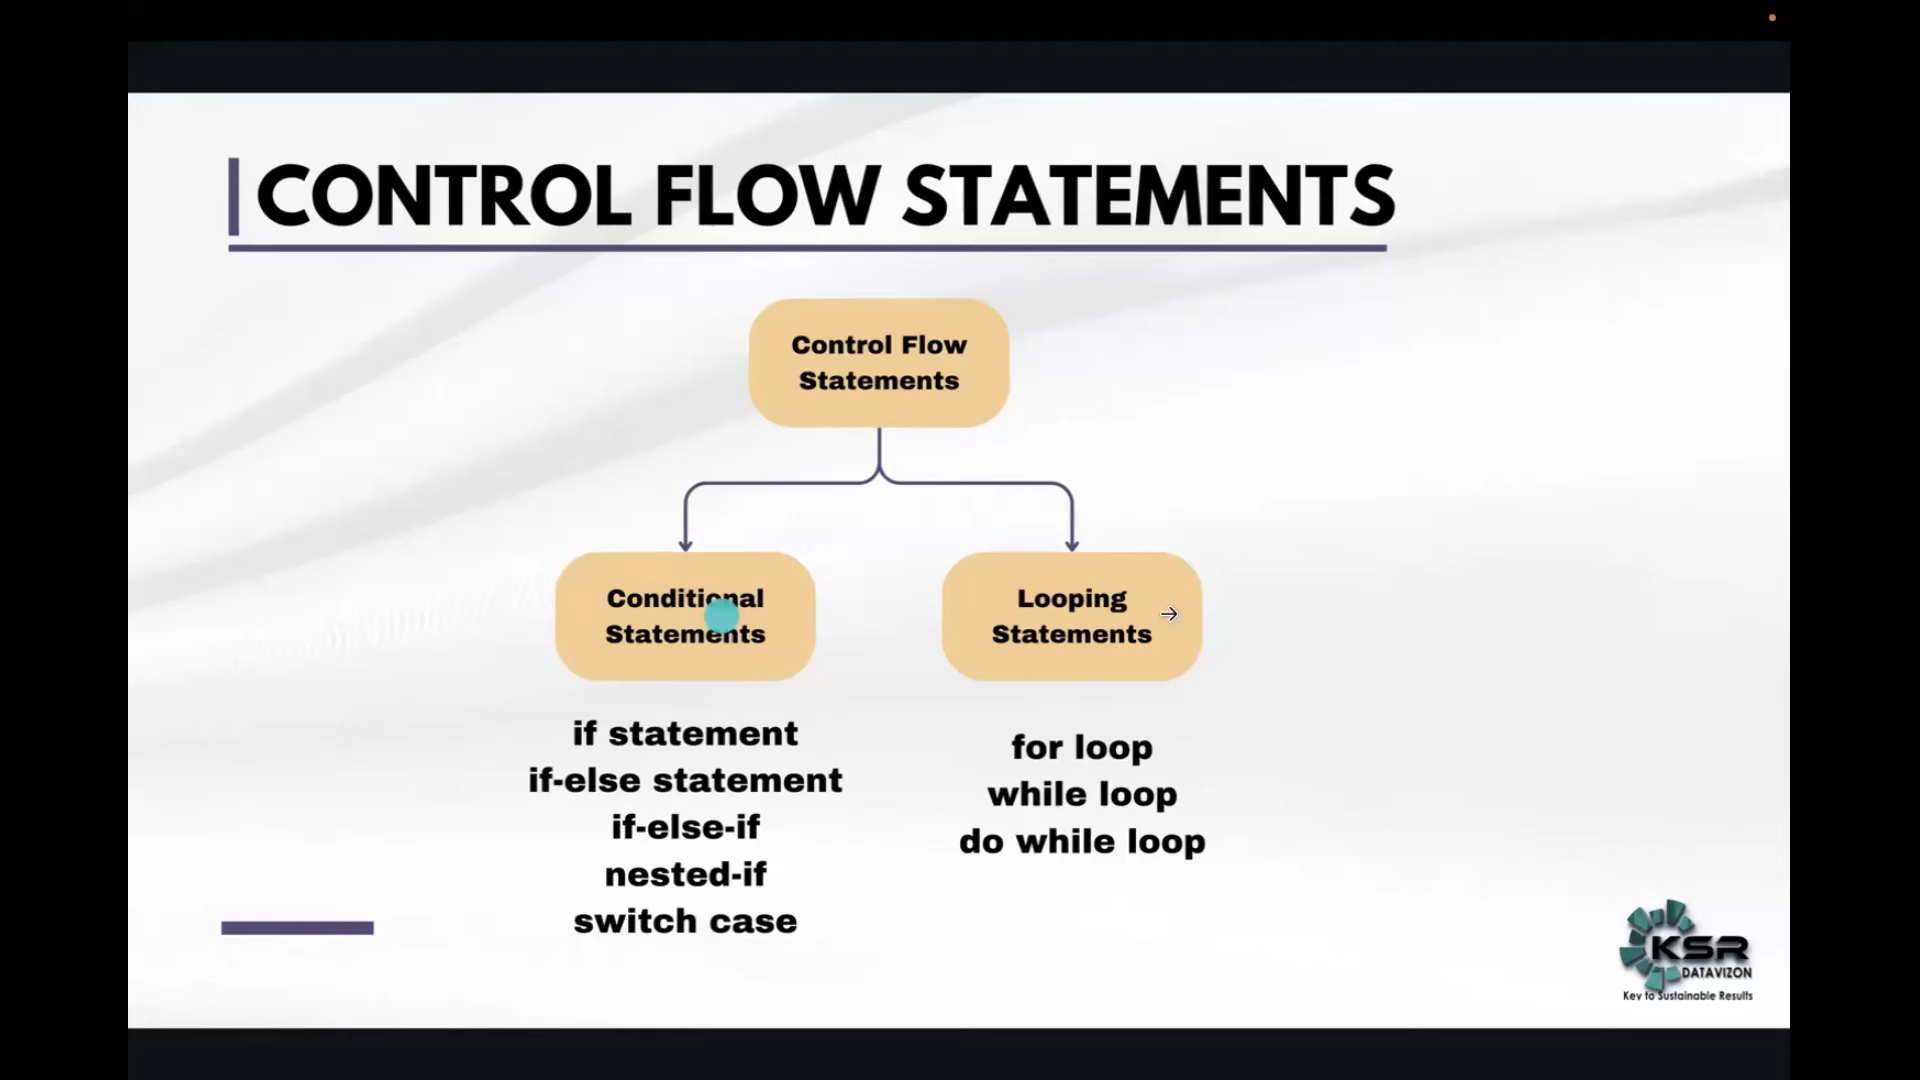 CONTROL FLOW STATEMENTS
Control Flow
Statements
Conditional
Statements
Looping
Statements
if statement
if-else statement
if-else-if
nested-if
switch case
for loop
while loop
do while loop
KSR
DATAVIZON
Key to Sustainable Results